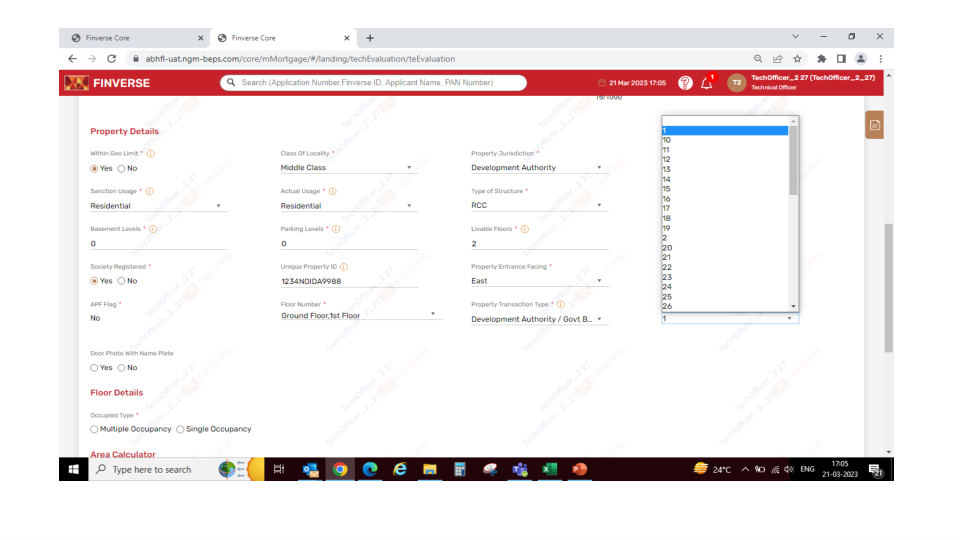 Finverse Core
Finverse Core
abhfl-uat.ngm-beps.com/core/mMortgage/#/landing/techEvaluation/teEvaluation
FINVERSE
Search (Application Number,Finverse ID, Applicant Name, PAN Number)
21 Mar 2023 17:05
1
T2
TechOfficer_2 27 (TechOfficer_2_27)
Technical Officer
16/1000
Property Details
Within Geo Limit *
Class Of Locality *
Property Jurisdiction *
Yes No
Middle Class
Development Authority
Sanction Usage *
Actual Usage *
Type of Structure *
Residential
Residential
RCC
Basement Levels *
Parking Levels *
Livable Floors *
0
0
2
Society Registered *
Unique Property ID
Property Entrance Facing *
Yes No
1234NOIDA9988
East
APF Flag *
Floor Number *
Property Transaction Type *
No
Ground Floor,1st Floor
Development Authority / Govt B...
1
10
11
12
13
14
15
16
17
18
19
2
20
21
22
23
24
25
26
1
Door Photo With Name Plate
Yes No
Floor Details
Occupied Type *
Multiple Occupancy Single Occupancy
Area Calculator
Type here to search
24°C
ENG
17:05
21-03-2023
21